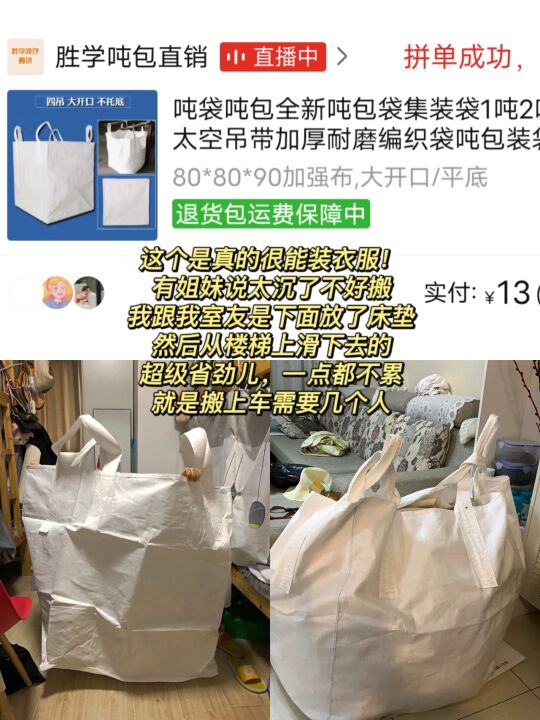 胜学吨包
直销
胜学吨包直销
直播中
拼单成功，
四吊 大开口 不托底
吨袋吨包全新吨包袋集装袋1吨2吨
太空吊带加厚耐磨编织袋吨包装袋
80*80*90加强布,大开口/平底
退货包运费保障中
这个是真的很能装衣服！
有姐妹说太沉了不好搬
实付：¥13
我跟我室友是下面放了床垫
然后从楼梯上滑下去的
超级省劲儿，一点都不累
就是搬上车需要几个人